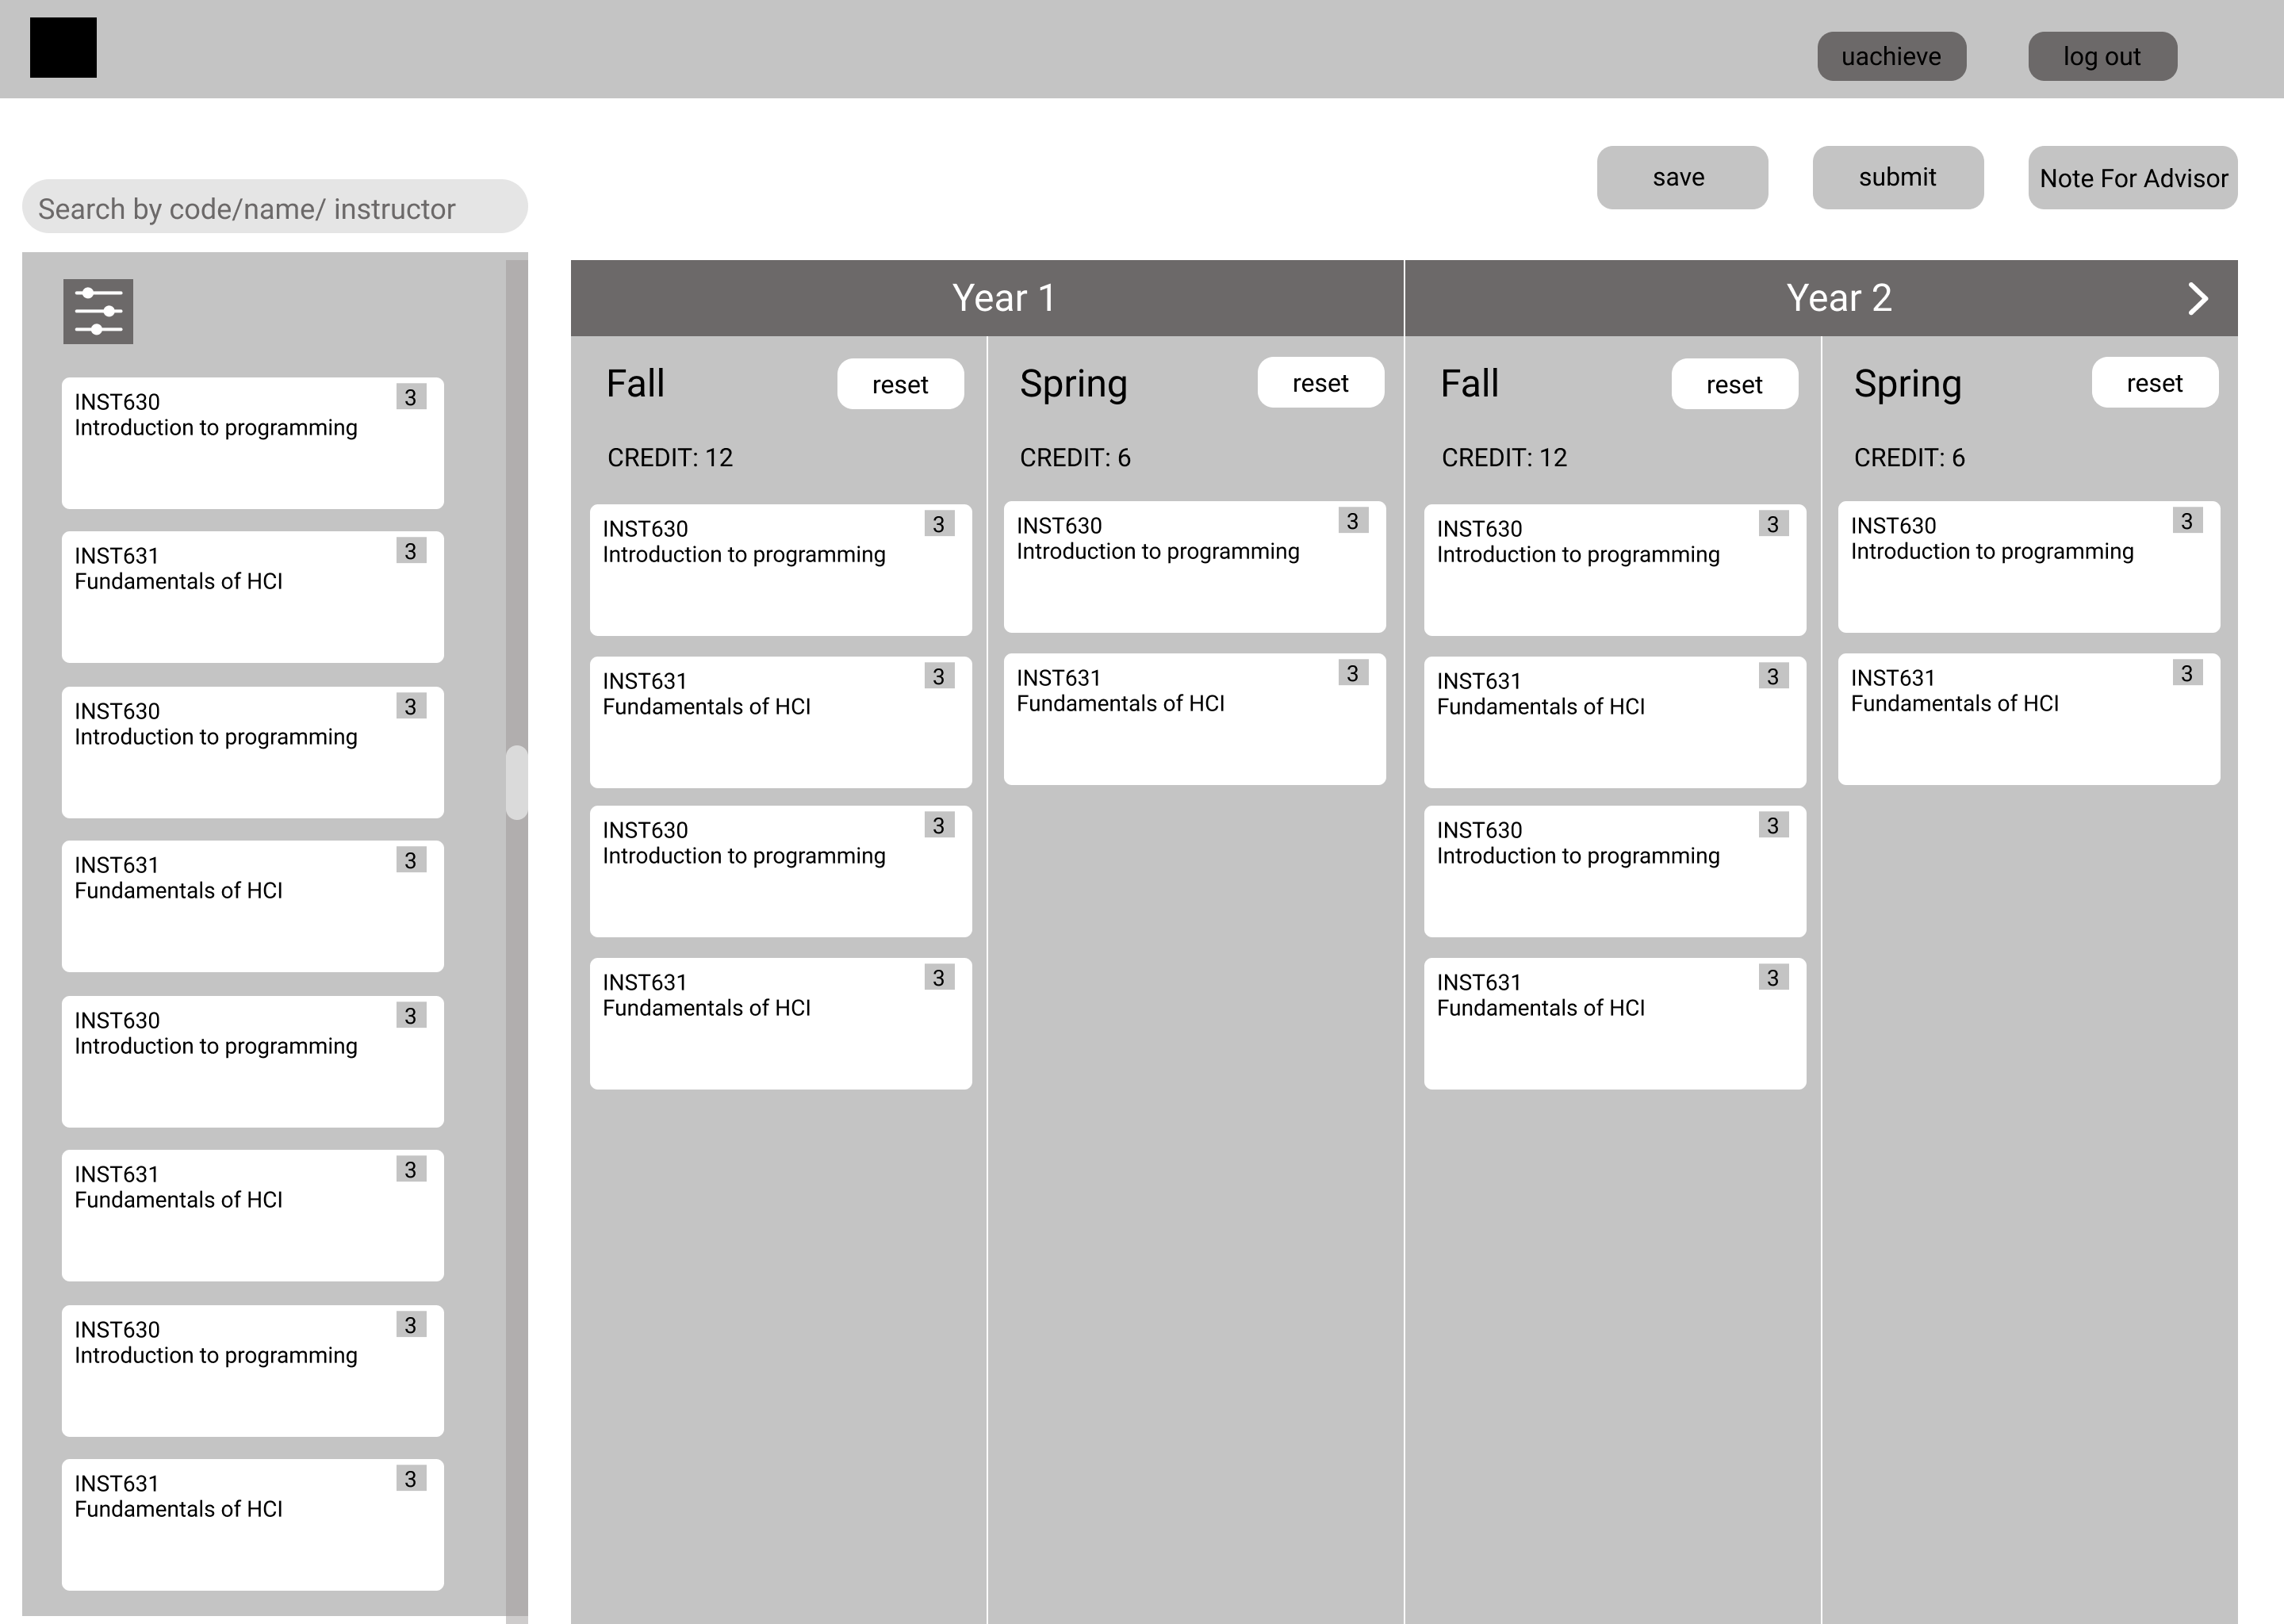 uachieve
log out
save
submit
Note For Advisor
Search by code/name/ instructor
INST630
3
Introduction to programming
INST631
3
Fundamentals of HCI
INST630
3
Introduction to programming
INST631
3
Fundamentals of HCI
INST630
3
Introduction to programming
INST631
3
Fundamentals of HCI
INST630
3
Introduction to programming
INST631
3
Fundamentals of HCI
Year 1
Year 2
Fall
reset
CREDIT: 12
INST630
3
Introduction to programming
INST631
3
Fundamentals of HCI
INST630
3
Introduction to programming
INST631
3
Fundamentals of HCI
Spring
reset
CREDIT: 6
INST630
3
Introduction to programming
INST631
3
Fundamentals of HCI
Fall
reset
CREDIT: 12
INST630
3
Introduction to programming
INST631
3
Fundamentals of HCI
INST630
3
Introduction to programming
INST631
3
Fundamentals of HCI
Spring
reset
CREDIT: 6
INST630
3
Introduction to programming
INST631
3
Fundamentals of HCI